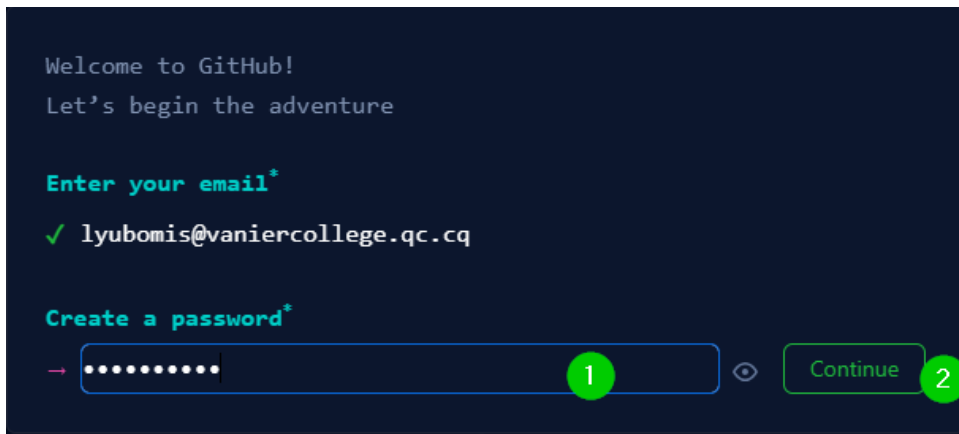 Welcome to GitHub!
Let’s begin the adventure
Enter your email*
✓ lyubomis@vaniercollege.qc.cq
Create a password*
→ •••••••••• 1 Continue 2